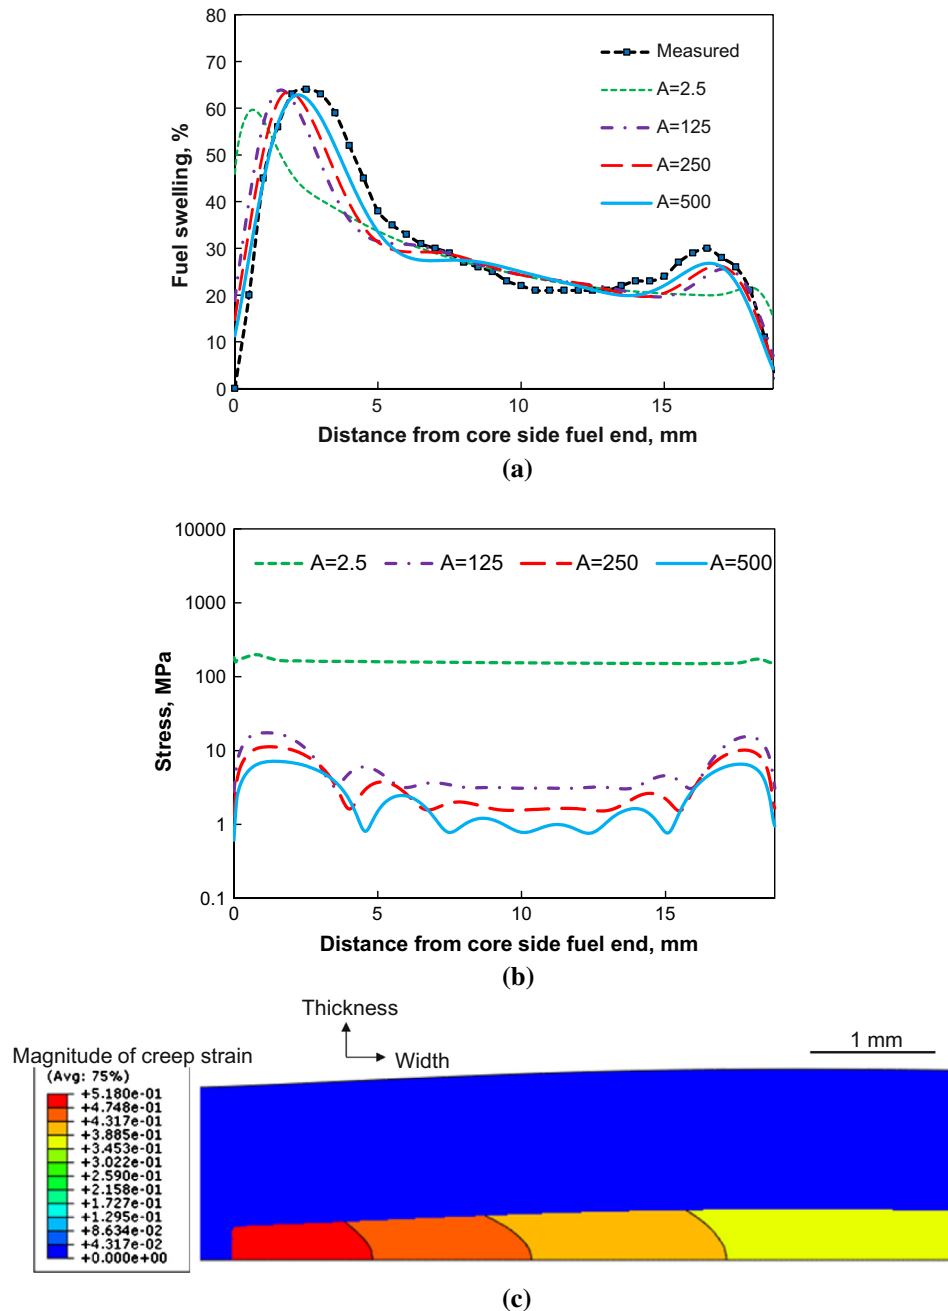 80
70
60
50
40
30
20
10
0
Fuel swelling, %
Measured
A=2.5
A=125
A=250
A=500
0
5
10
15
Distance from core side fuel end, mm
(a)
10000
1000
100
10
1
0.1
Stress, MPa
A=2.5 A=125 A=250 A=500
0
5
10
15
Distance from core side fuel end, mm
(b)
Thickness
Width
1 mm
Magnitude of creep strain
(Avg: 75%)
+5.180e-01
+4.748e-01
+4.317e-01
+3.885e-01
+3.453e-01
+3.022e-01
+2.590e-01
+2.158e-01
+1.727e-01
+1.295e-01
+8.634e-02
+4.317e-02
+0.000e+00
(c)